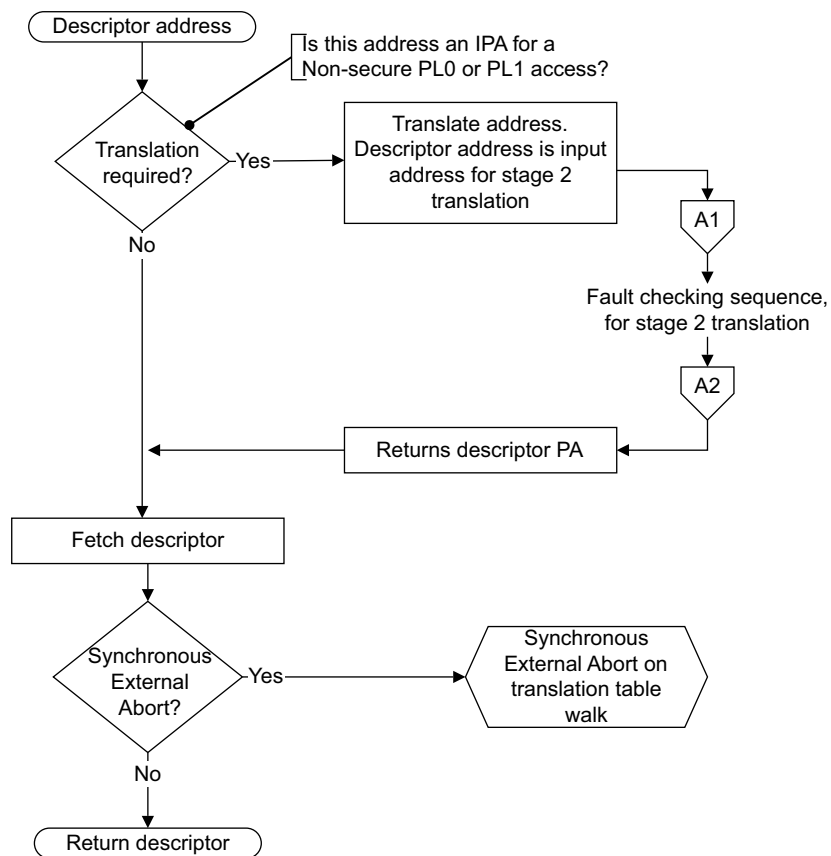 Descriptor address
Is this address an IPA for a
Non-secure PL0 or PL1 access?
Translation
required?
Yes
Translate address.
Descriptor address is input
address for stage 2
translation
A1
No
Fault checking sequence,
for stage 2 translation
A2
Returns descriptor PA
Fetch descriptor
Synchronous
External
Abort?
Yes
Synchronous
External Abort on
translation table
walk
No
Return descriptor